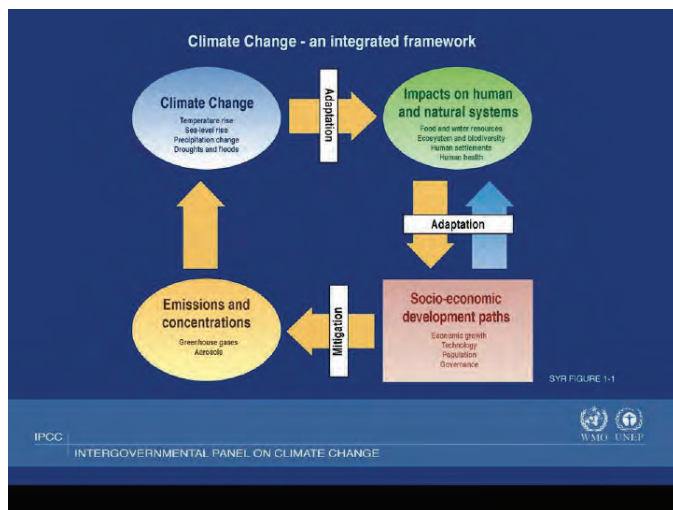 Climate Change - an integrated framework
Climate Change
Temperature rise
Sea-level rise
Precipitation change
Droughts and floods
Adaptation
Impacts on human
and natural systems
Food and water resources
Ecosystem and biodiversity
Human settlements
Human health
Adaptation
Emissions and
concentrations
Greenhouse gases
Aerosols
Mitigation
Socio-economic
development paths
Economic growth
Technology
Population
Governance
SYR FIGURE 1-1
IPCC
INTERGOVERNMENTAL PANEL ON CLIMATE CHANGE
WMO UNEP